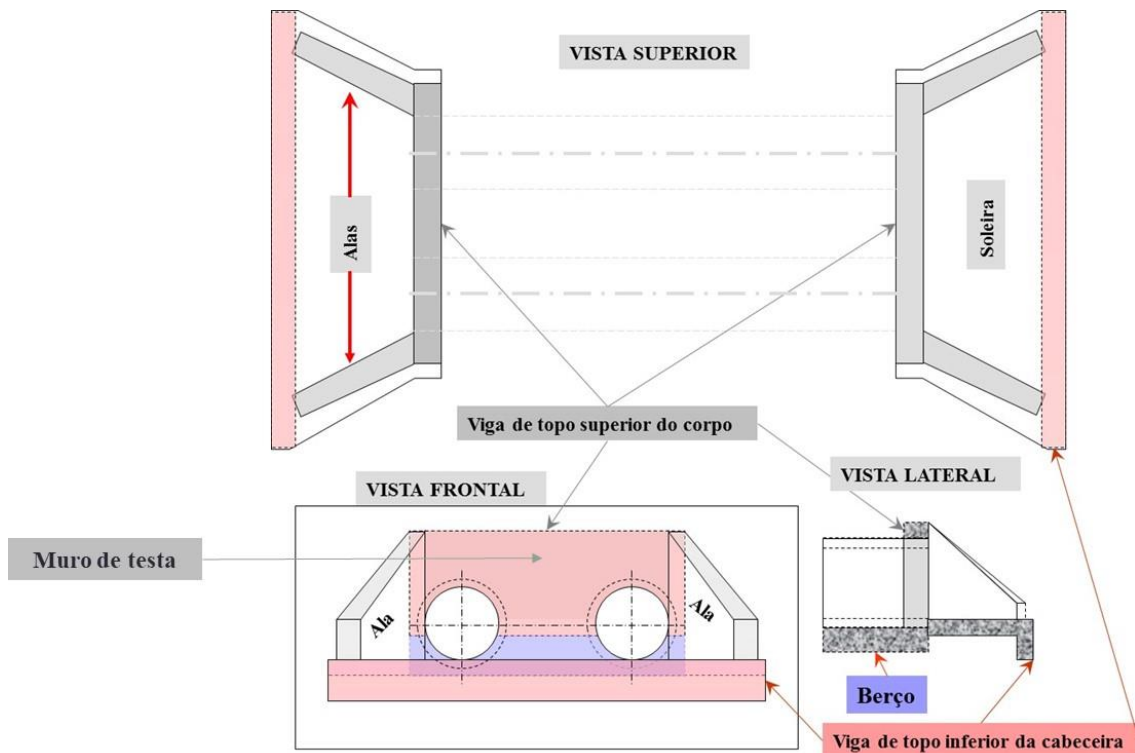 VISTA SUPERIOR
Alas
Soleira
Viga de topo superior do corpo
VISTA FRONTAL
VISTA LATERAL
Muro de testa
Ala
Ala
Berço
Viga de topo inferior da cabeceira